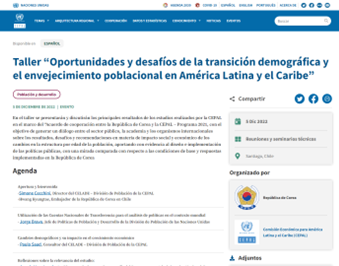 NACIONES UNIDAS
AGENDA 2030 COVID 19 ESPAÑOL ENGLISH PORTUGUÊS
TEMAS ARQUITECTURA REGIONAL COOPERACIÓN DATOS Y ESTADÍSTICAS CONOCIMIENTO NOTICIAS EVENTOS
ESPAÑOL
Taller “Oportunidades y desafíos de la transición demográfica y el envejecimiento poblacional en América Latina y el Caribe”
Población y desarrollo
5 DE DICIEMBRE DE 2022 | EVENTO
En el taller se presentarán y discutirán los principales resultados de los estudios realizados por la CEPAL
en el marco del "Acuerdo de cooperación entre la República de Corea y la CEPAL - Programa 2021, con el
objetivo de generar un diálogo entre el sector público, la academia y los organismos internacionales
sobre los resultados, desafíos y recomendaciones en materia de impacto social y económico de los
cambios en la estructura por edad de la población, aportando con evidencia al diseño e implementación
de las políticas públicas, con una mirada comparada con respecto a las condiciones de base y respuestas
implementadas en la República de Corea
Agenda
Apertura y bienvenida
Simone Cecchini, Director del CELADE - División de Población de la CEPAL
Embajador de la República de Corea en Chile
Utilización de las Cuentas Nacionales de Transferencia para el análisis de políticas en el contexto mundial
Jorge Bravo, Jefe de Políticas de Población y Desarrollo de la División de Población de las Naciones Unidas
Cambios demográficos y su impacto en el crecimiento económico
Paulo Saad, Consultor del CELADE - División de Población de la CEPAL
Reflexiones sobre la relevancia del estudio
Compartir
5 Dic 2022
Reuniones y seminarios técnicos
Santiago, Chile
Organizado por
República de Corea
Comisión Económica para América
Latina y el Caribe (CEPAL)
Adjuntos